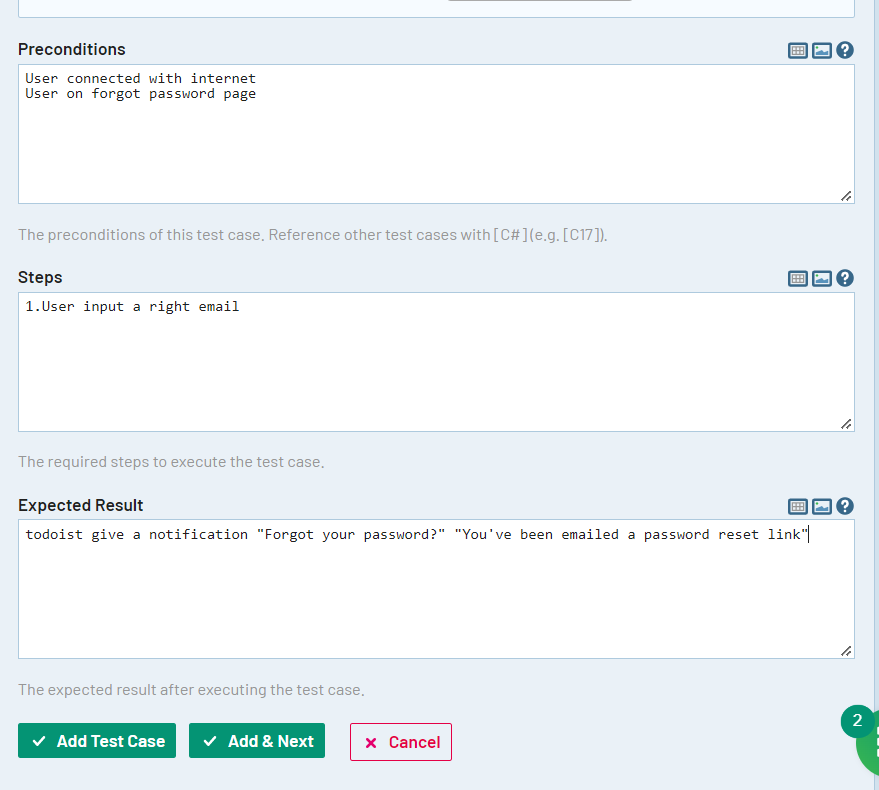 Preconditions
User connected with internet
User on forgot password page
The preconditions of this test case. Reference other test cases with [C#] (e.g. [C17]).
Steps
1.User input a right email
The required steps to execute the test case.
Expected Result
todoist give a notification "Forgot your password?" "You've been emailed a password reset link"
The expected result after executing the test case.
Add Test Case
Add & Next
Cancel
2